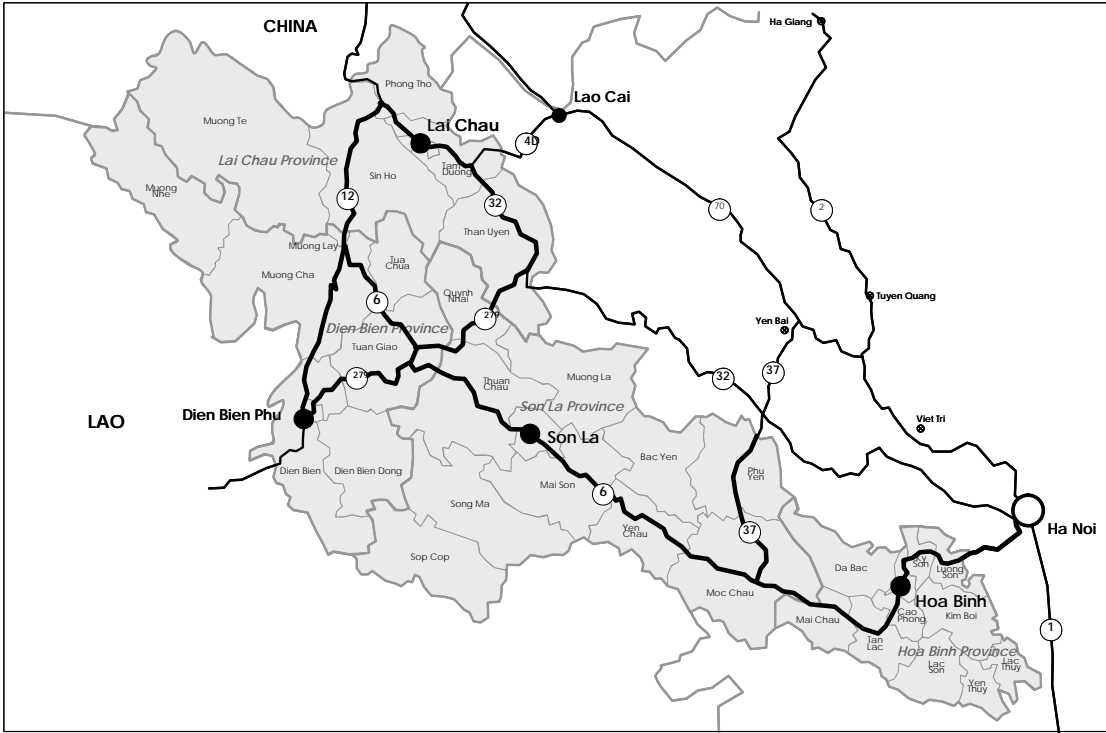 CHINA
Ha Giang
Phong Tho
Lao Cai
Muong Te
Lai Chau
4D
Lai Chau Province
Tam
Duong
Sin Ho
Muong
Nhe
12
32
70
2
Than Uyen
Muong Lay
Tua
Chua
Muong Cha
Quynh
Nhai
6
Tuyen Quang
279
Dien Bien Province
Yen Bai
Tuan Giao
279
Thuan
Chau
Muong La
32
37
Son La Province
LAO
Dien Bien Phu
Viet Tri
Son La
Dien Bien
Dien Bien Dong
Bac Yen
Phu
Yen
Mai Son
6
Song Ma
Yen
Chau
37
Ha Noi
Sop Cop
Da Bac
Ky
Son
Luong
Son
Moc Chau
Hoa Binh
Mai Chau
Cao
Phong
Kim Boi
1
Tan
Lac
Hoa Binh Province
Lac
Son
Lac
Thuy
Yen
Thuy